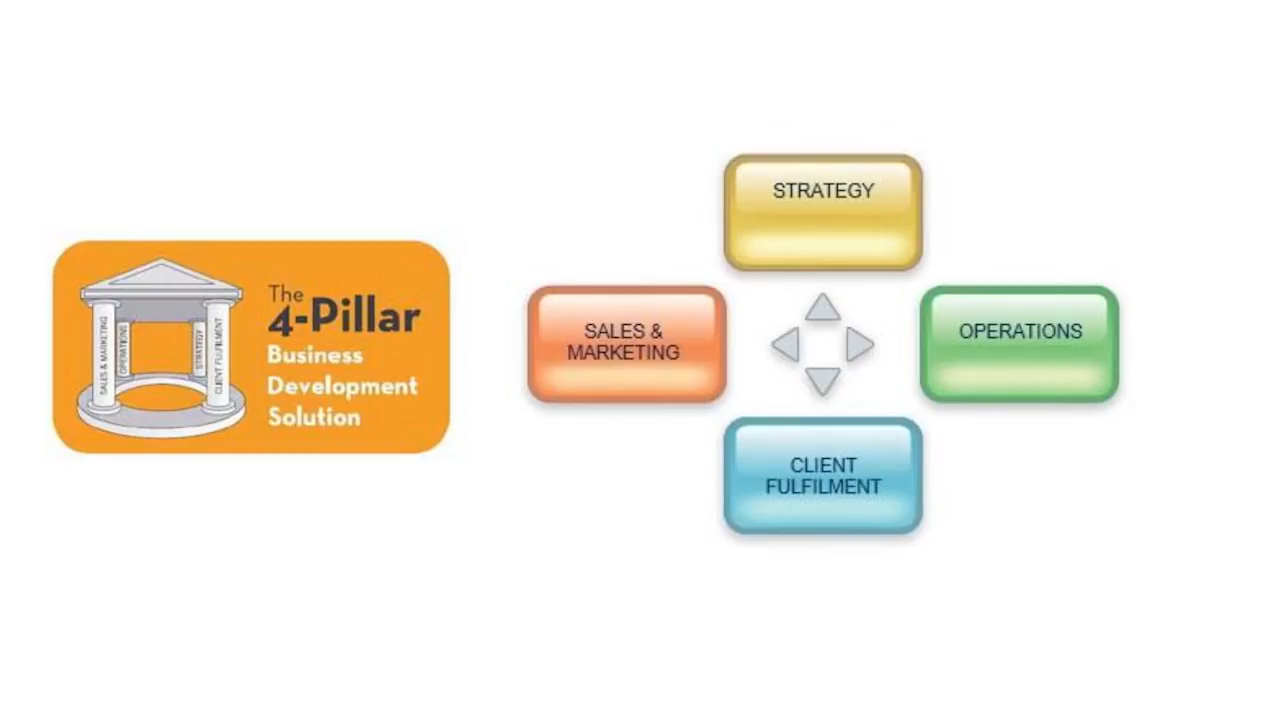 SALES & MARKETING
OPERATIONS
STRATEGY
CLIENT FULFILMENT
The
4-Pillar
Business
Development
Solution
STRATEGY
SALES &
MARKETING
OPERATIONS
CLIENT
FULFILMENT